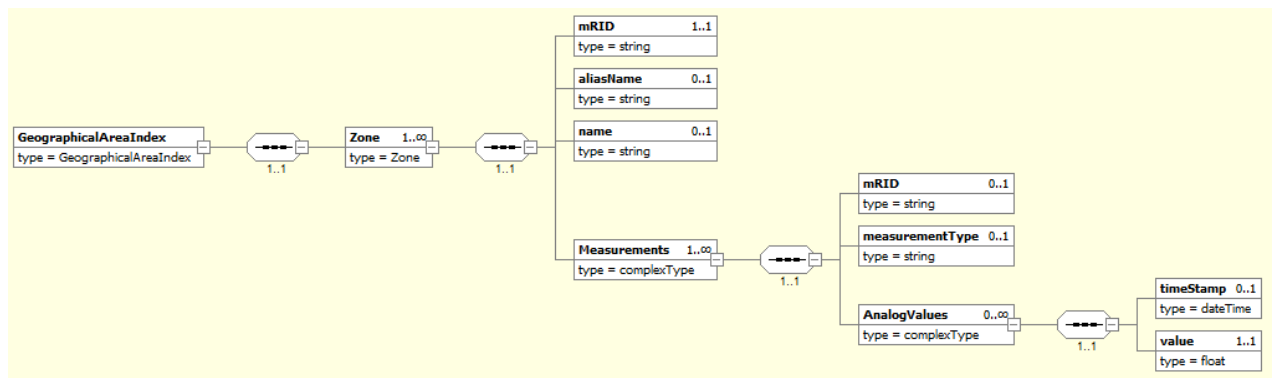 GeographicalAreaIndex
type = GeographicalAreaIndex
1..1
Zone 1..∞
type = Zone
1..1
mRID 1..1
type = string
aliasName 0..1
type = string
name 0..1
type = string
Measurements 1..∞
type = complexType
1..1
mRID 0..1
type = string
measurementType 0..1
type = string
AnalogValues 0..∞
type = complexType
1..1
timeStamp 0..1
type = dateTime
value 1..1
type = float